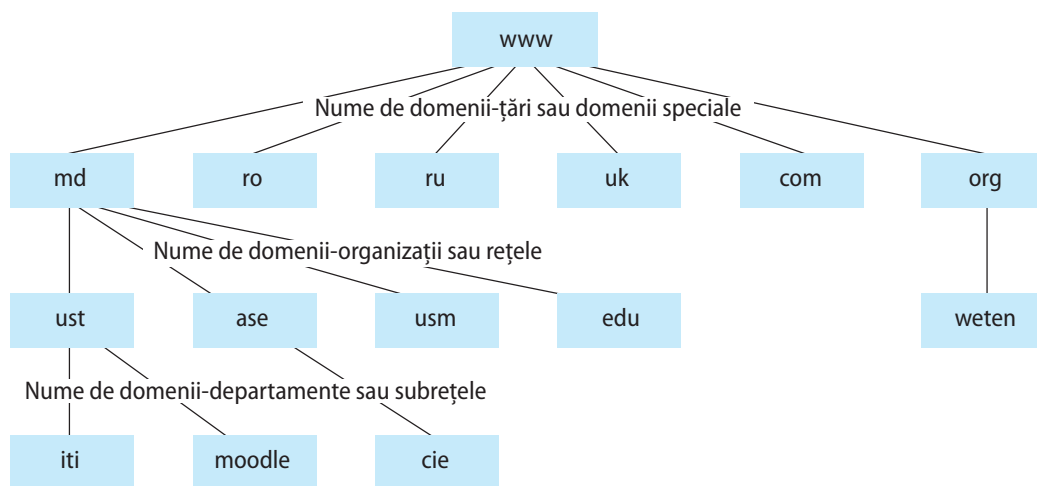 www
Nume de domenii-țări sau domenii speciale
md ro ru uk com org
Nume de domenii-organizații sau rețele
ust ase usm edu weten
Nume de domenii-departamente sau subrețele
iti moodle cie